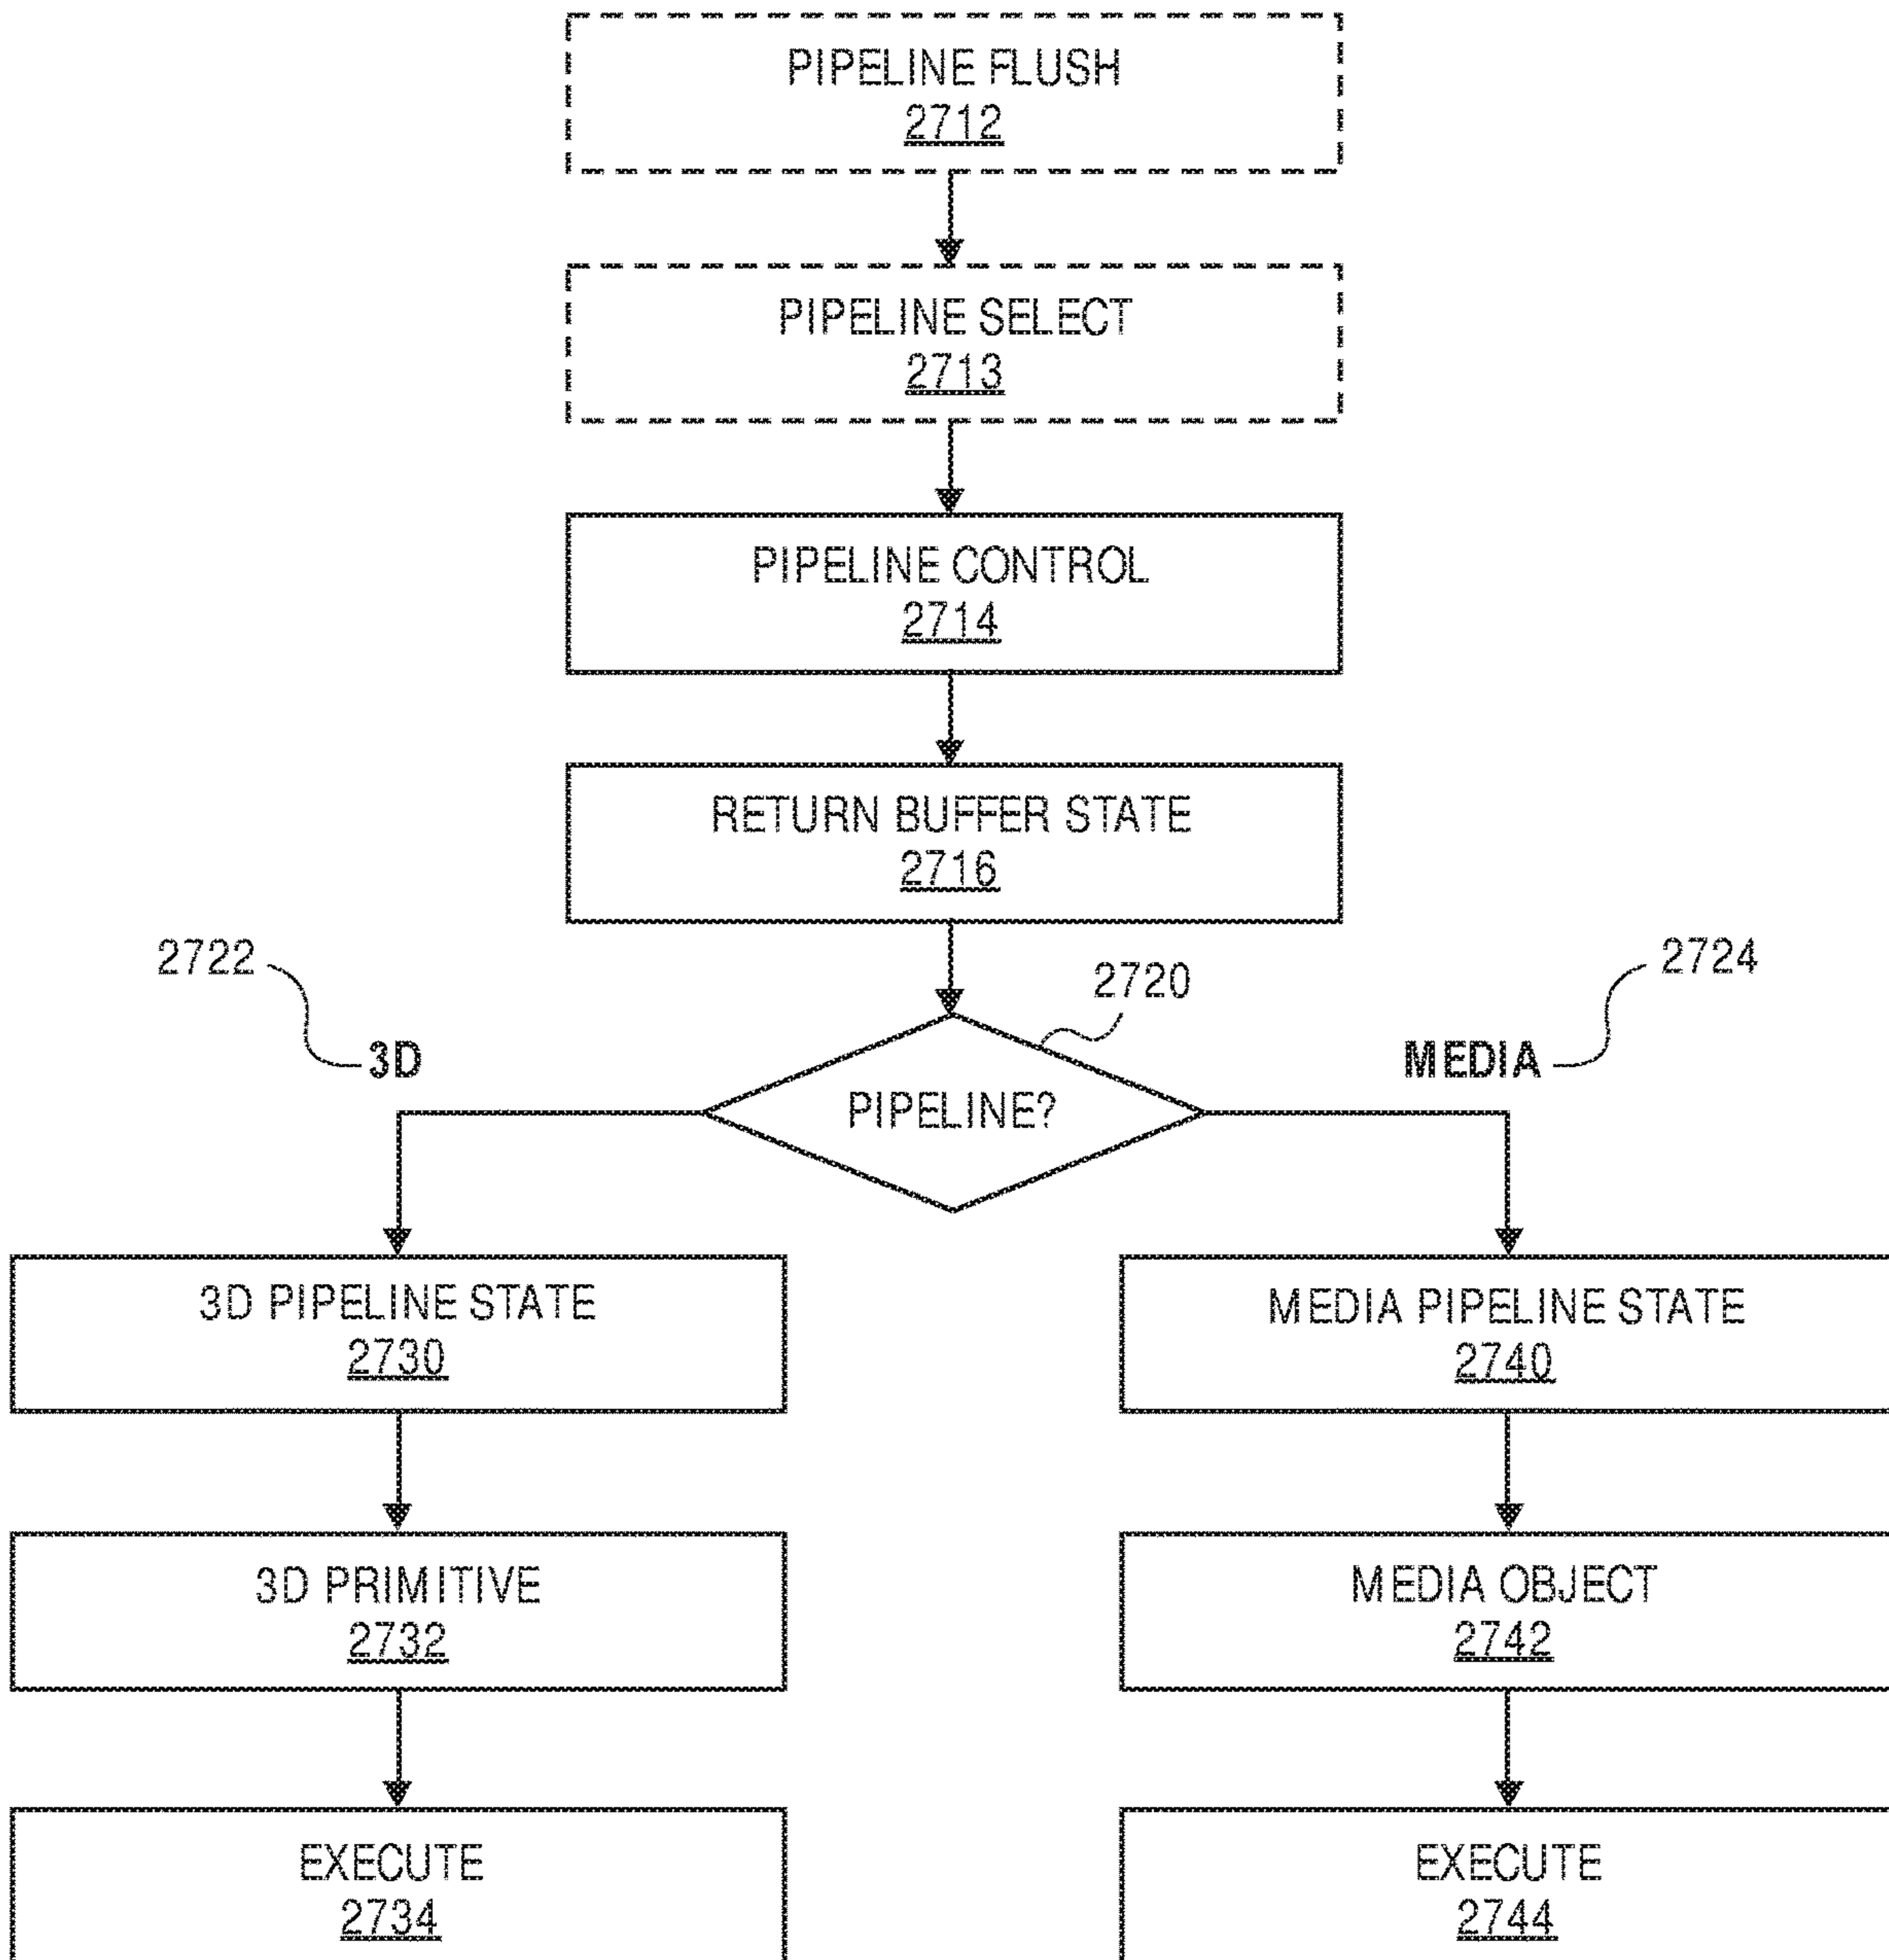 PIPELINE FLUSH
2712
PIPELINE SELECT
2713
PIPELINE CONTROL
2714
RETURN BUFFER STATE
2716
2722
2720
2724
3D
MEDIA
PIPELINE?
3D PIPELINE STATE
2730
MEDIA PIPELINE STATE
2740
3D PRIMITIVE
2732
MEDIA OBJECT
2742
EXECUTE
2734
EXECUTE
2744